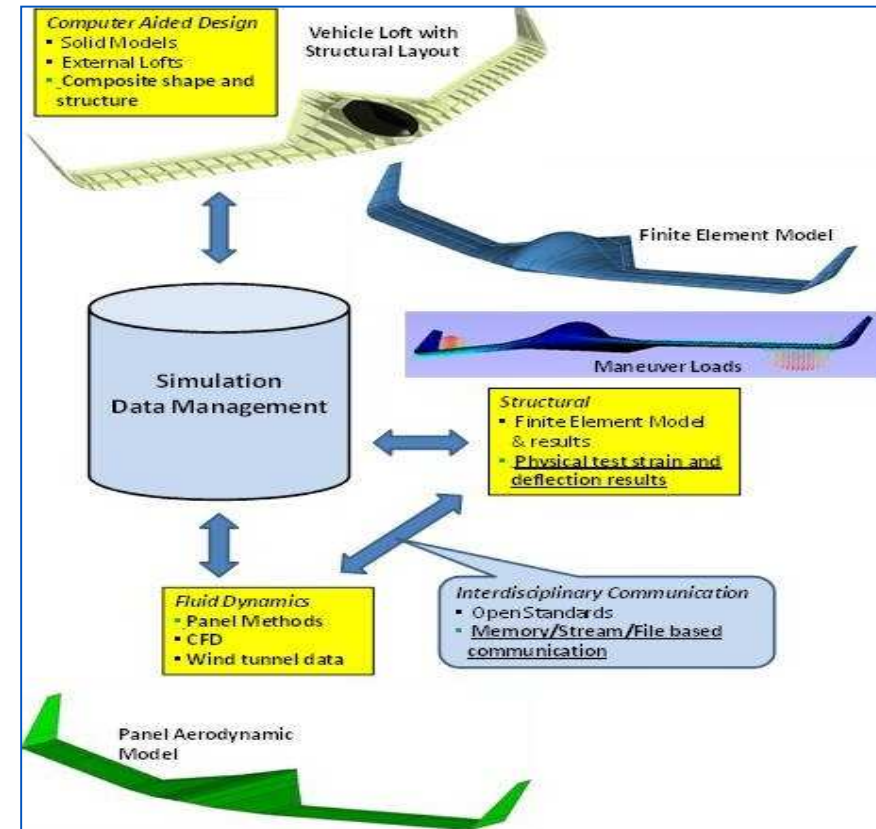 Computer Aided Design
▪ Solid Models
▪ External Lofts
▪ Composite shape and
structure
Vehicle Loft with
Structural Layout
Finite Element Model
Maneuver Loads
Simulation
Data Management
Structural
▪ Finite Element Model
& results
▪ Physical test strain and
deflection results
Fluid Dynamics
▪ Panel Methods
▪ CFD
▪ Wind tunnel data
Interdisciplinary Communication
▪ Open Standards
▪ Memory/Stream/File based
communication
Panel Aerodynamic
Model